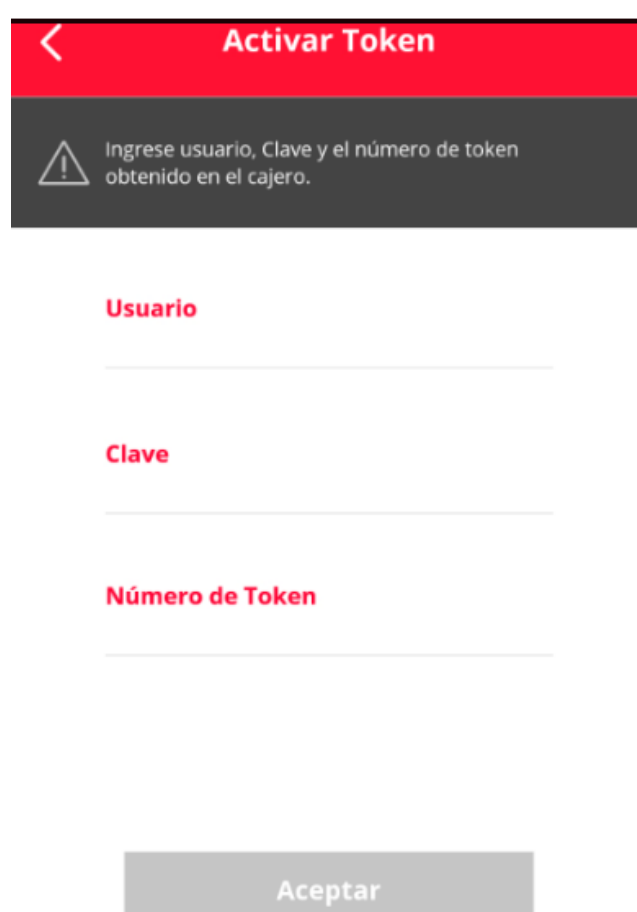 Activar Token
Ingrese usuario, Clave y el número de token
obtenido en el cajero.
Usuario
Clave
Número de Token
Aceptar